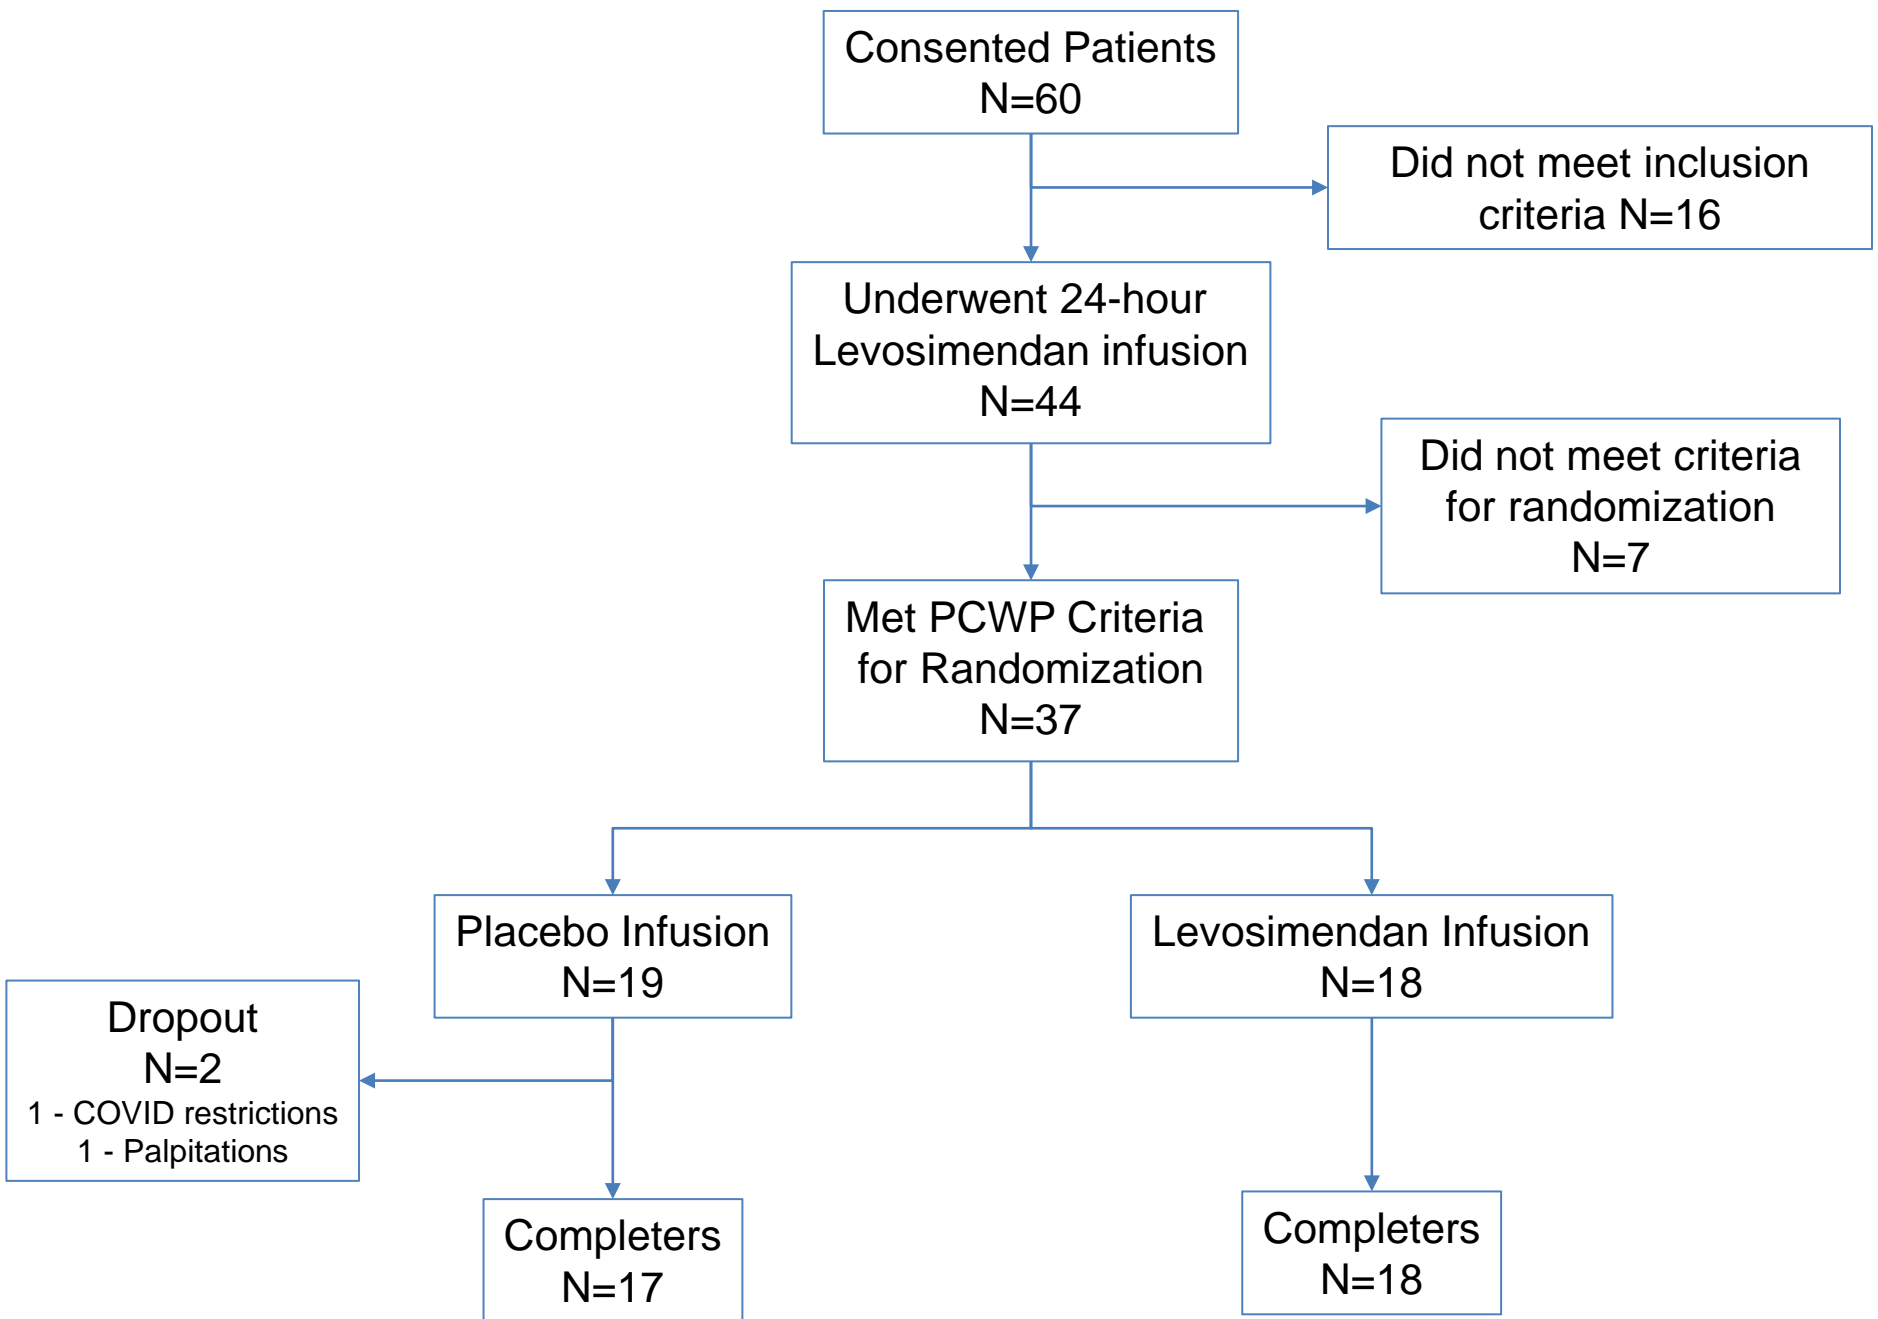 Consented Patients
N=60
Did not meet inclusion
criteria N=16
Underwent 24-hour
Levosimendan infusion
N=44
Did not meet criteria
for randomization
N=7
Met PCWP Criteria
for Randomization
N=37
Placebo Infusion
N=19
Levosimendan Infusion
N=18
Dropout
N=2
1 - COVID restrictions
1 - Palpitations
Completers
N=17
Completers
N=18